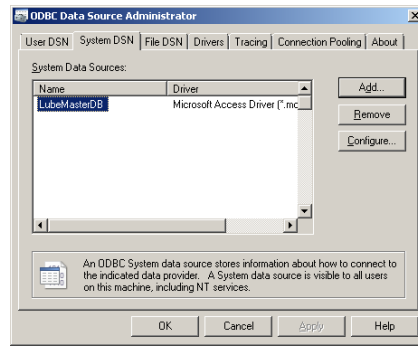 ODBC Data Source Administrator
User DSN System DSN File DSN Drivers Tracing Connection Pooling About
System Data Sources:
Name Driver
LubeMasterDB Microsoft Access Driver (*.mc
Add...
Remove
Configure...
An ODBC System data source stores information about how to connect to
the indicated data provider. A System data source is visible to all users
on this machine, including NT services.
OK Cancel Apply Help